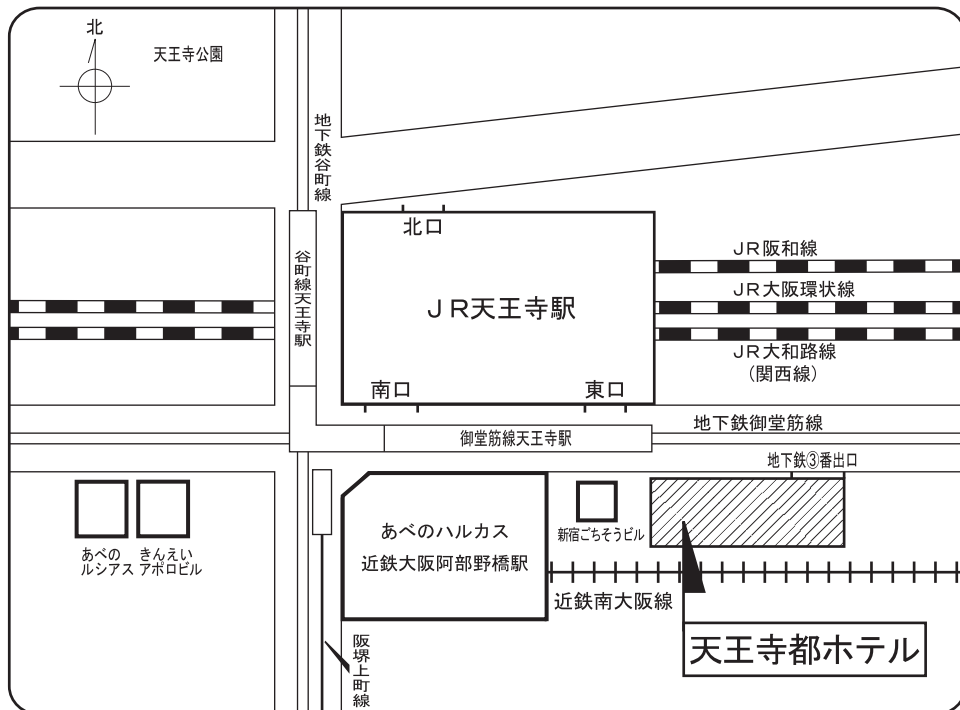 北
天王寺公園
地下鉄谷町線
谷町線天王寺駅
北口
JR天王寺駅
南口
東口
JR阪和線
JR大阪環状線
JR大和路線
(関西線)
地下鉄御堂筋線
御堂筋線天王寺駅
地下鉄③番出口
あべの
ルシアス
きんえい
アポロビル
あべのハルカス
近鉄大阪阿部野橋駅
新宿ごちそうビル
近鉄南大阪線
阪堺上町線
天王寺都ホテル